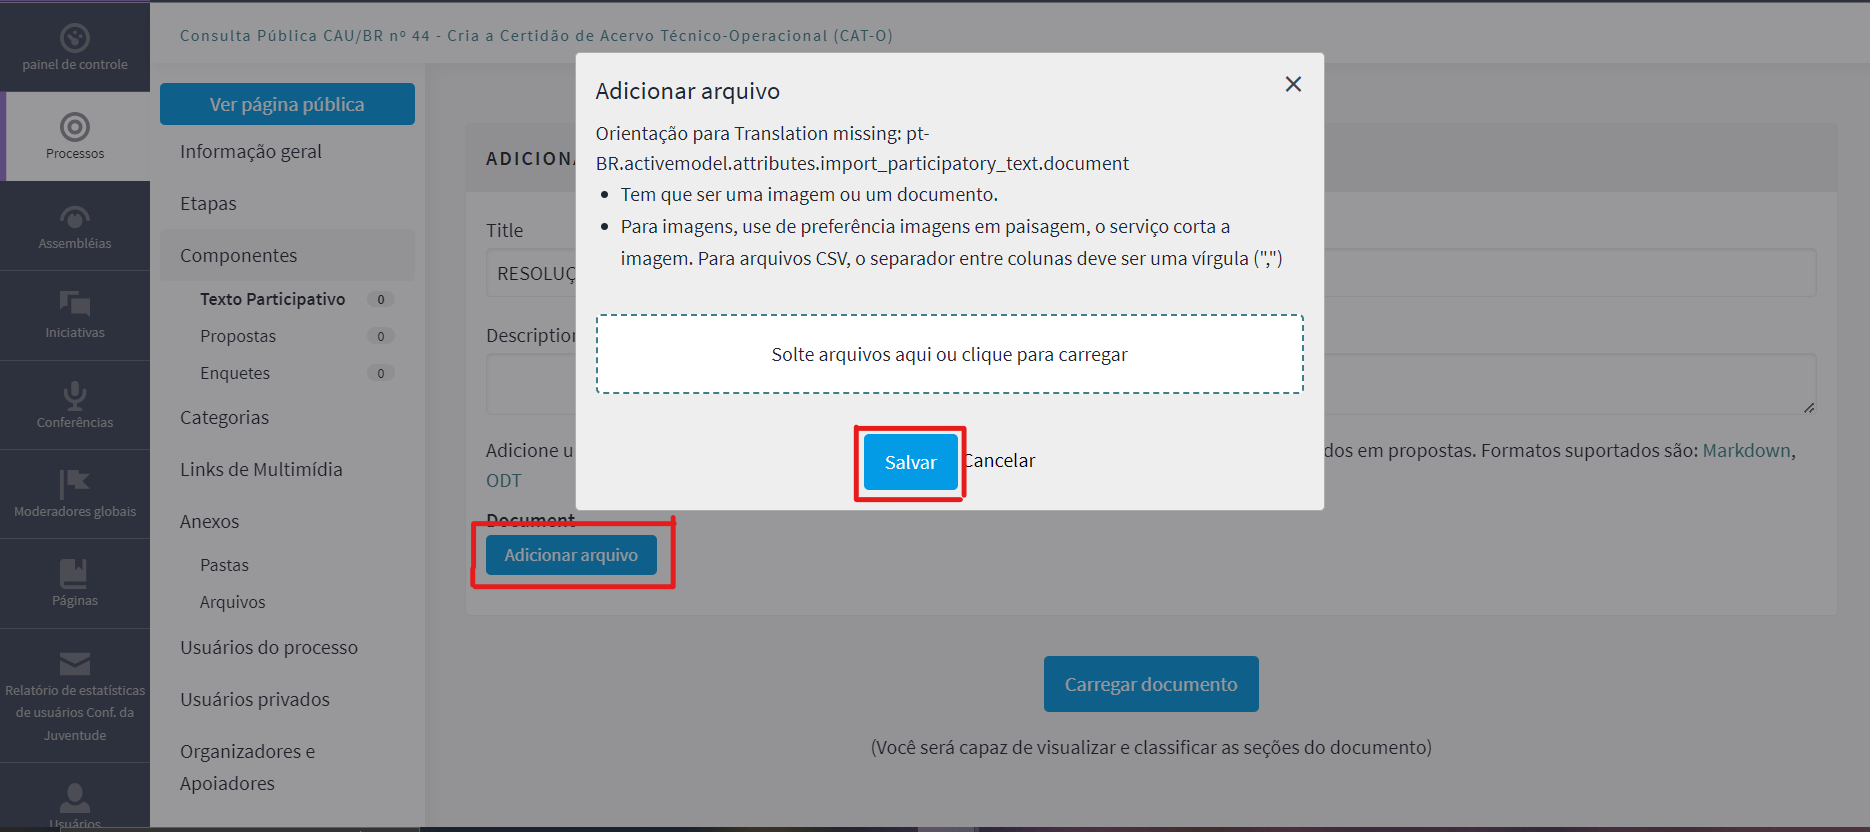 painel de controle
Processos
Assembléias
Iniciativas
Conferências
Moderadores globais
Páginas
Relatório de estatísticas
de usuários Conf. da
Juventude
Usuários
Consulta Pública CAU/BR nº 44 - Cria a Certidão de Acervo Técnico-Operacional (CAT-O)
Ver página pública
Informação geral
Etapas
Componentes
Texto Participativo 0
Propostas 0
Enquetes 0
Categorias
Links de Multimídia
Anexos
Pastas
Arquivos
Usuários do processo
Usuários privados
Organizadores e
Apoiadores
Adicionar arquivo
Orientação para Translation missing: pt-
BR.activemodel.attributes.import_participatory_text.document
Tem que ser uma imagem ou um documento.
Para imagens, use de preferência imagens em paisagem, o serviço corta a
imagem. Para arquivos CSV, o separador entre colunas deve ser uma vírgula (",")
Solte arquivos aqui ou clique para carregar
Salvar Cancelar
ADICIONA
Title
RESOLUÇ
Description
Adicione u dos em propostas. Formatos suportados são: Markdown,
ODT
Document
Adicionar arquivo
Carregar documento
(Você será capaz de visualizar e classificar as seções do documento)